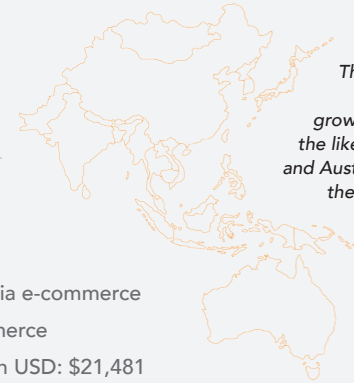 Th
grow
the like
and Aust
the
ia e-commerce
merce
n USD: $21,481